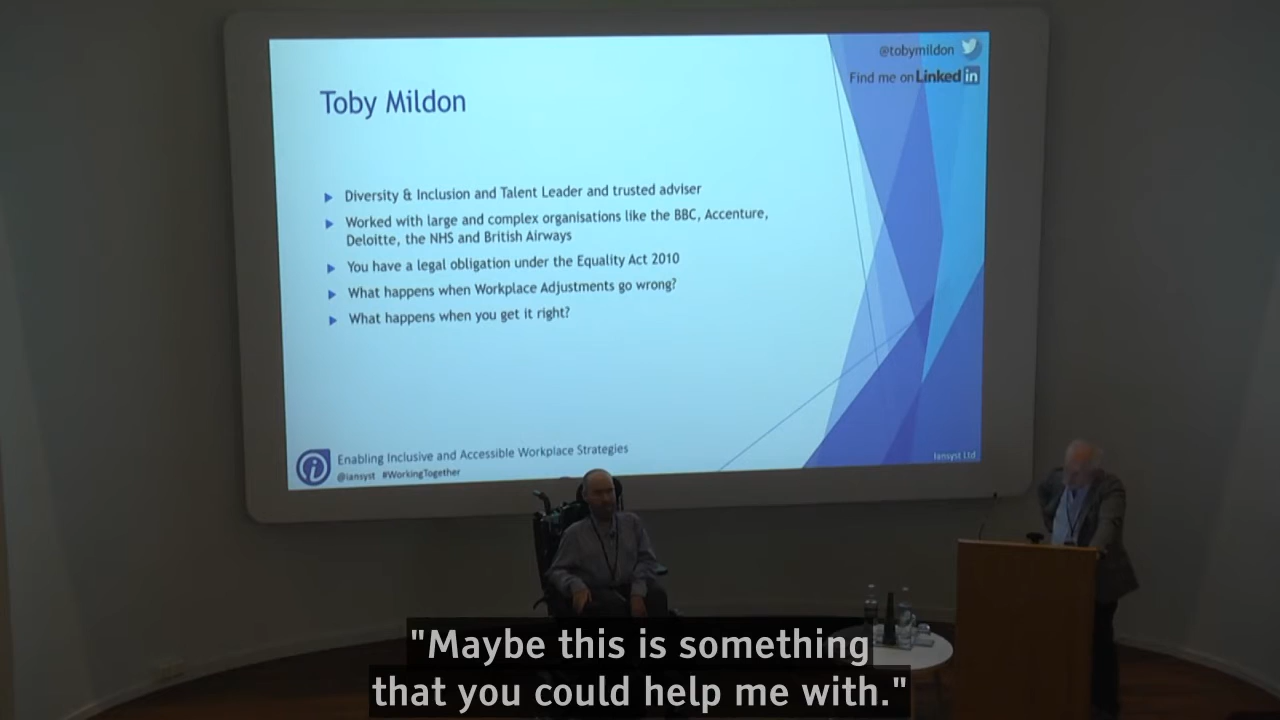 @tobymildon
Find me on Linked in
Toby Mildon
Diversity & Inclusion and Talent Leader and trusted adviser
Worked with large and complex organisations like the BBC, Accenture,
Deloitte, the NHS and British Airways
You have a legal obligation under the Equality Act 2010
What happens when Workplace Adjustments go wrong?
What happens when you get it right?
Enabling Inclusive and Accessible Workplace Strategies
@iansyst #WorkingTogether
Iansyst Ltd
"Maybe this is something
that you could help me with."